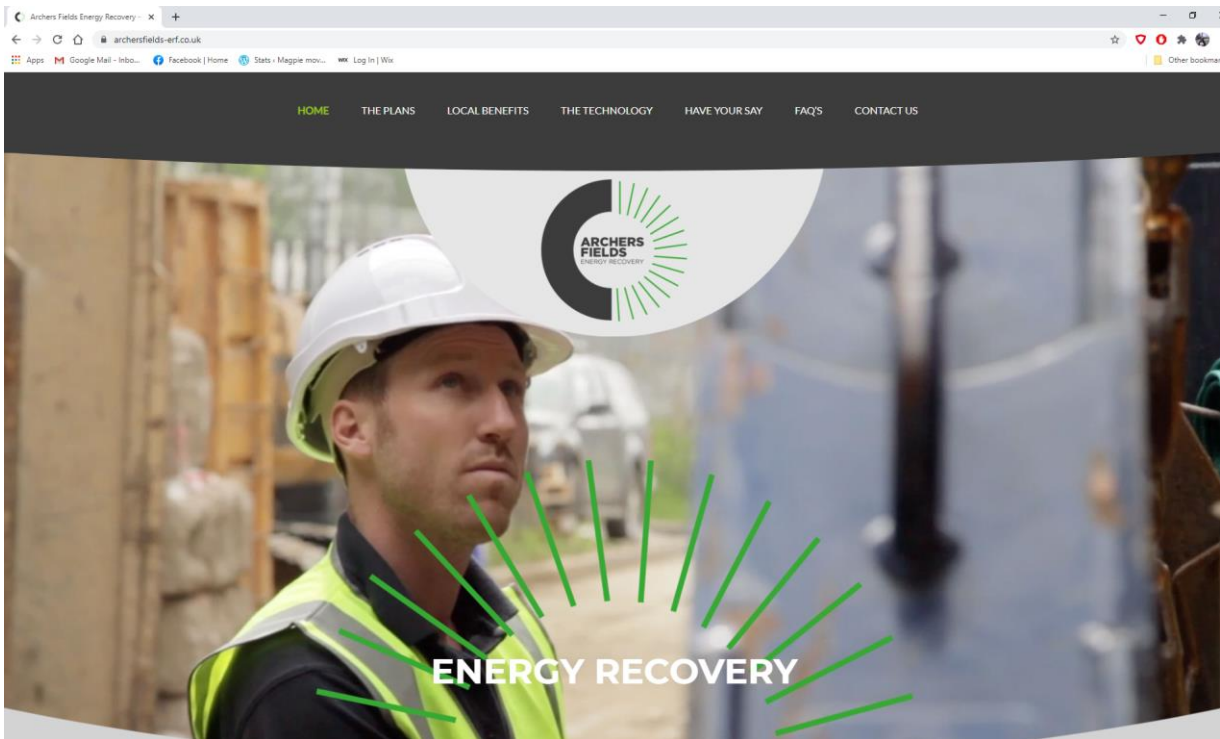 Archers Fields Energy Recovery -
archersfields-erf.co.uk
Apps Google Mail - Inbo... Facebook | Home Stats ‹ Magpie mov... WIX Log In | Wix Other bookmar
HOME THE PLANS LOCAL BENEFITS THE TECHNOLOGY HAVE YOUR SAY FAQ'S CONTACT US
ARCHERS
FIELDS
ENERGY RECOVERY
ENERGY RECOVERY